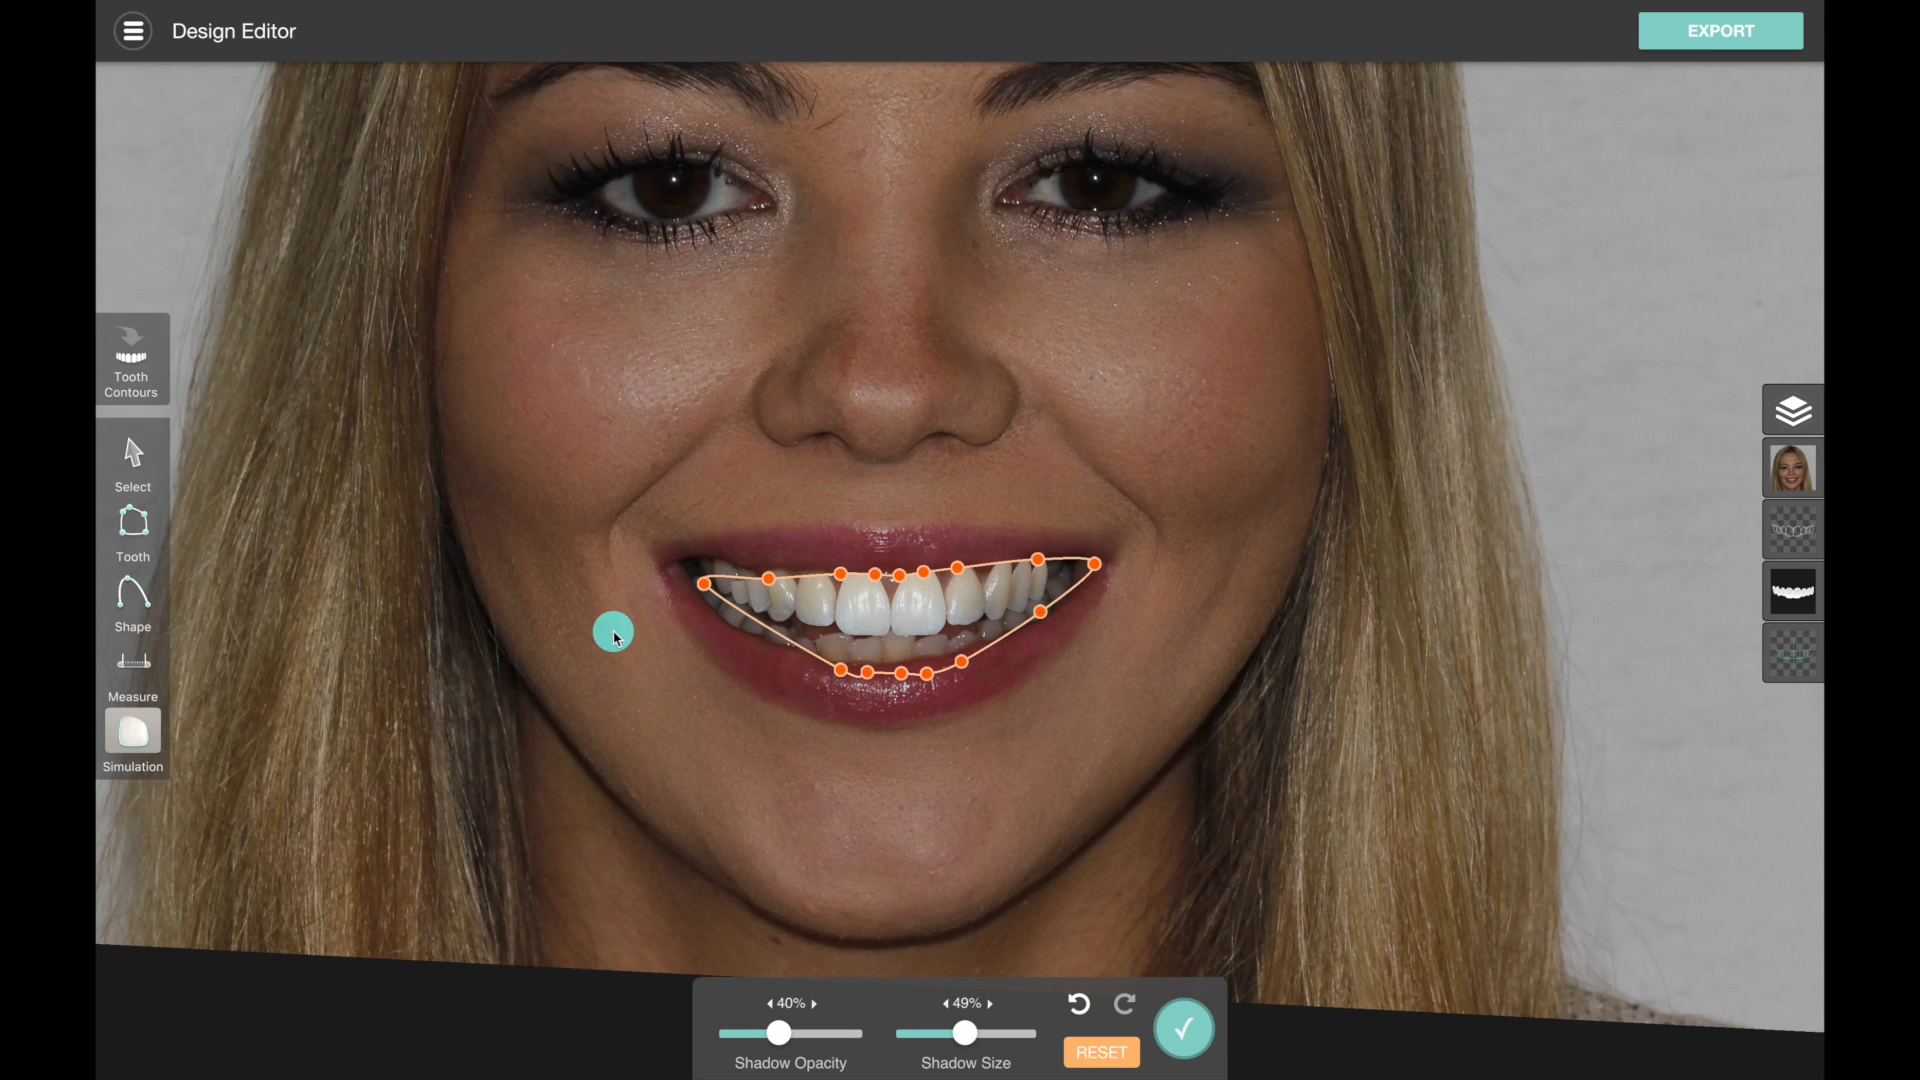 Design Editor
EXPORT
Tooth
Contours
Select
Tooth
Shape
Measure
Simulation
40%
49%
Shadow Opacity
Shadow Size
RESET